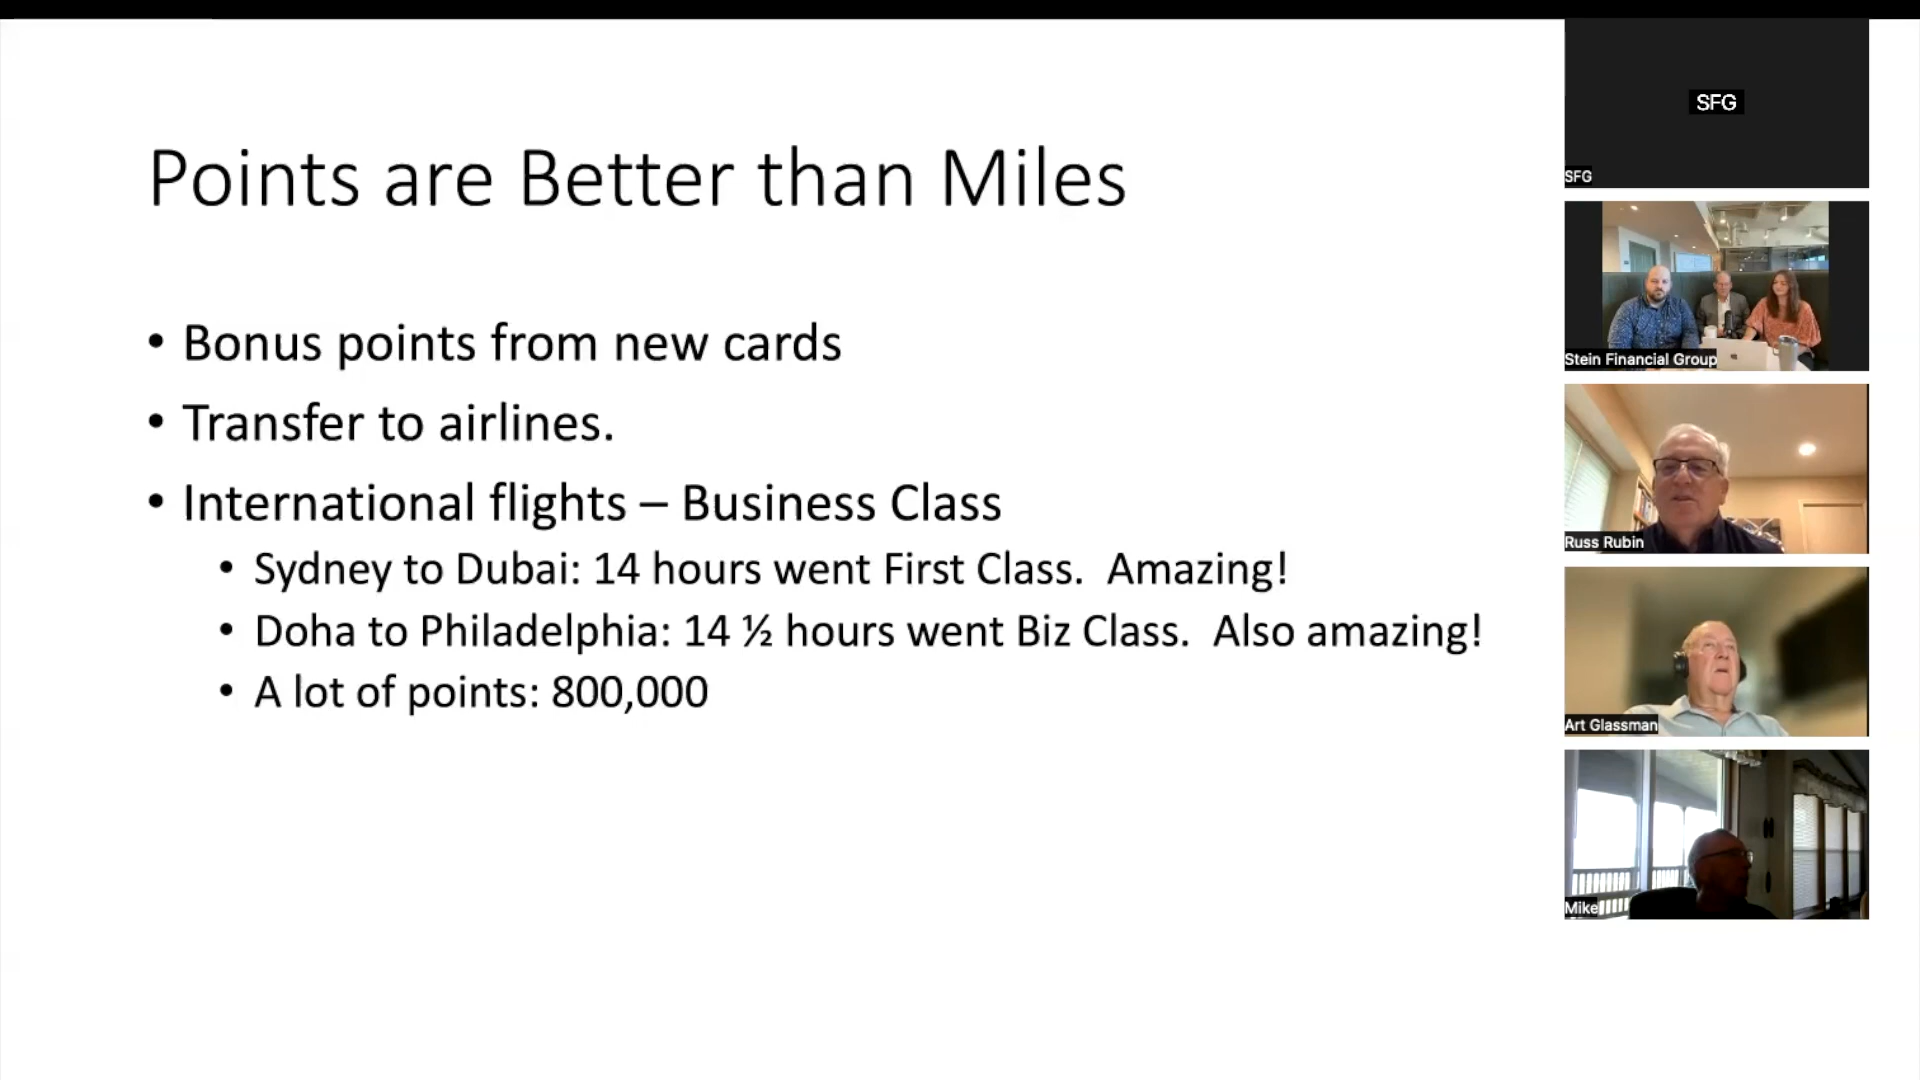 Points are Better than Miles
• Bonus points from new cards
• Transfer to airlines.
• International flights – Business Class
• Sydney to Dubai: 14 hours went First Class.  Amazing!
• Doha to Philadelphia: 14 ½ hours went Biz Class.  Also amazing!
• A lot of points: 800,000
SFG
SFG
Stein Financial Group
Russ Rubin
Art Glassman
Mike